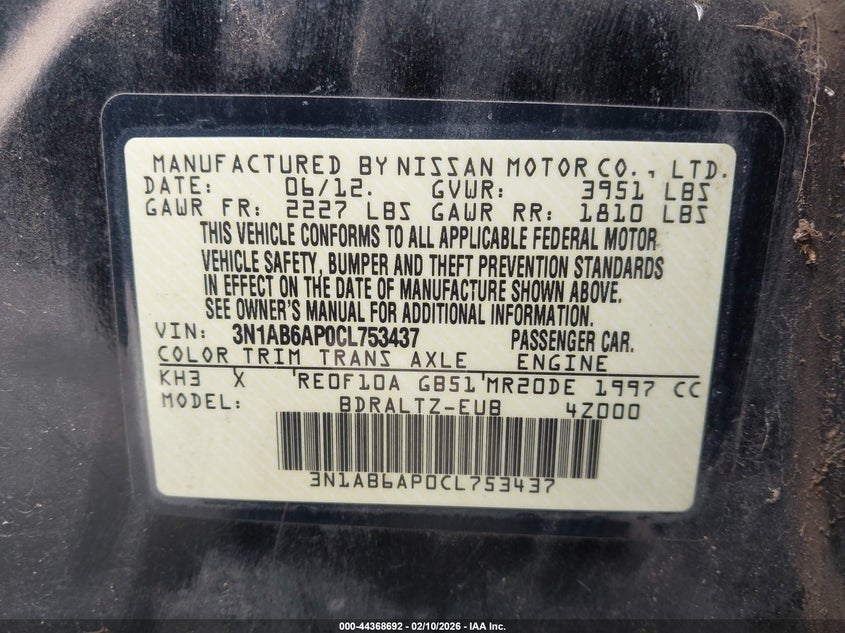 MANUFACTURED BY NISSAN MOTOR CO., LTD.
DATE: 06/12. GVWR: 3951 LBS
GAWR FR: 2227 LBS GAWR RR: 1810 LBS
THIS VEHICLE CONFORMS TO ALL APPLICABLE FEDERAL MOTOR
VEHICLE SAFETY, BUMPER AND THEFT PREVENTION STANDARDS
IN EFFECT ON THE DATE OF MANUFACTURE SHOWN ABOVE.
SEE OWNER'S MANUAL FOR ADDITIONAL INFORMATION.
VIN: 3N1AB6AP0CL753437 PASSENGER CAR.
COLOR TRIM TRANS AXLE ENGINE
KH3 X 'RE0F10A GB51'MR20DE 1997 CC
MODEL: BDRALTZ-EUB 4Z000
3N1AB6AP0CL753437
000-44368692 - 02/10/2026 - IAA Inc.